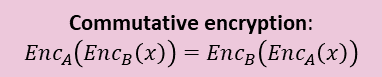 Commutative encryption:
Enc_A(Enc_B(x)) = Enc_B(Enc_A(x))